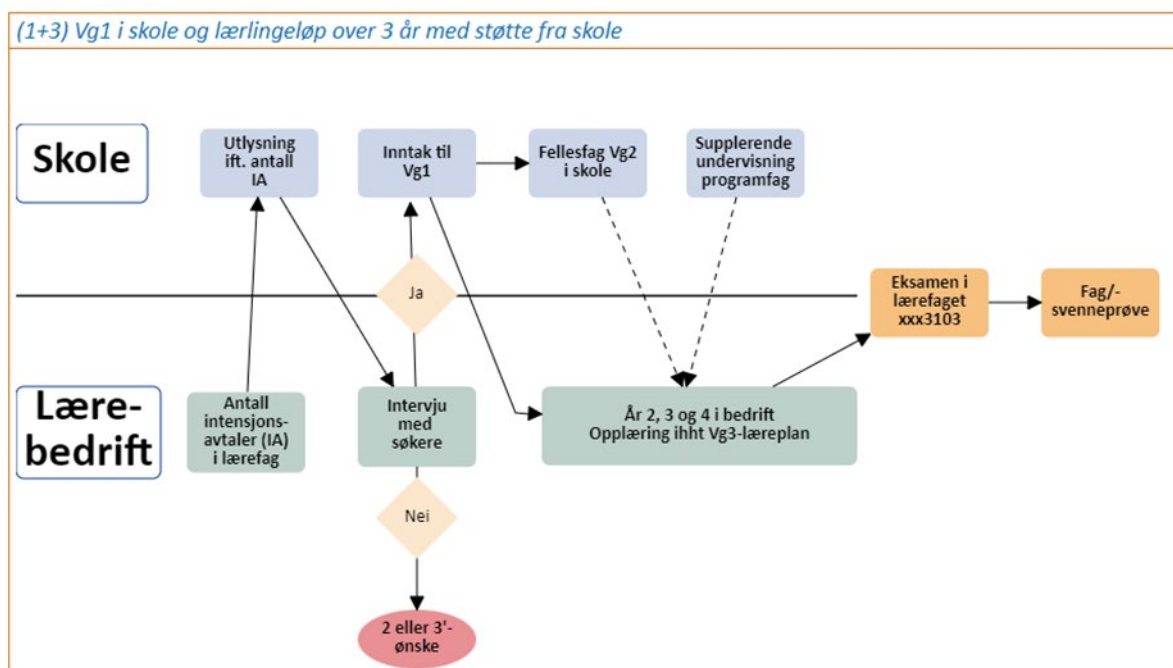 (1+3) Vg1 i skole og lærlingeløp over 3 år med støtte fra skole
Skole
Utlysning
ift. antall
IA
Inntak til
Vg1
Fellesfag Vg2
i skole
Supplerende
undervisning
programfag
Ja
Eksamen i
lærefaget
xxx3103
Fag/-
svenneprøve
Lære-
bedrift
Antall
intensjons-
avtaler (IA)
i lærefag
Intervju
med
søkere
År 2, 3 og 4 i bedrift
Opplæring ihht Vg3-læreplan
Nei
2 eller 3'-
ønske